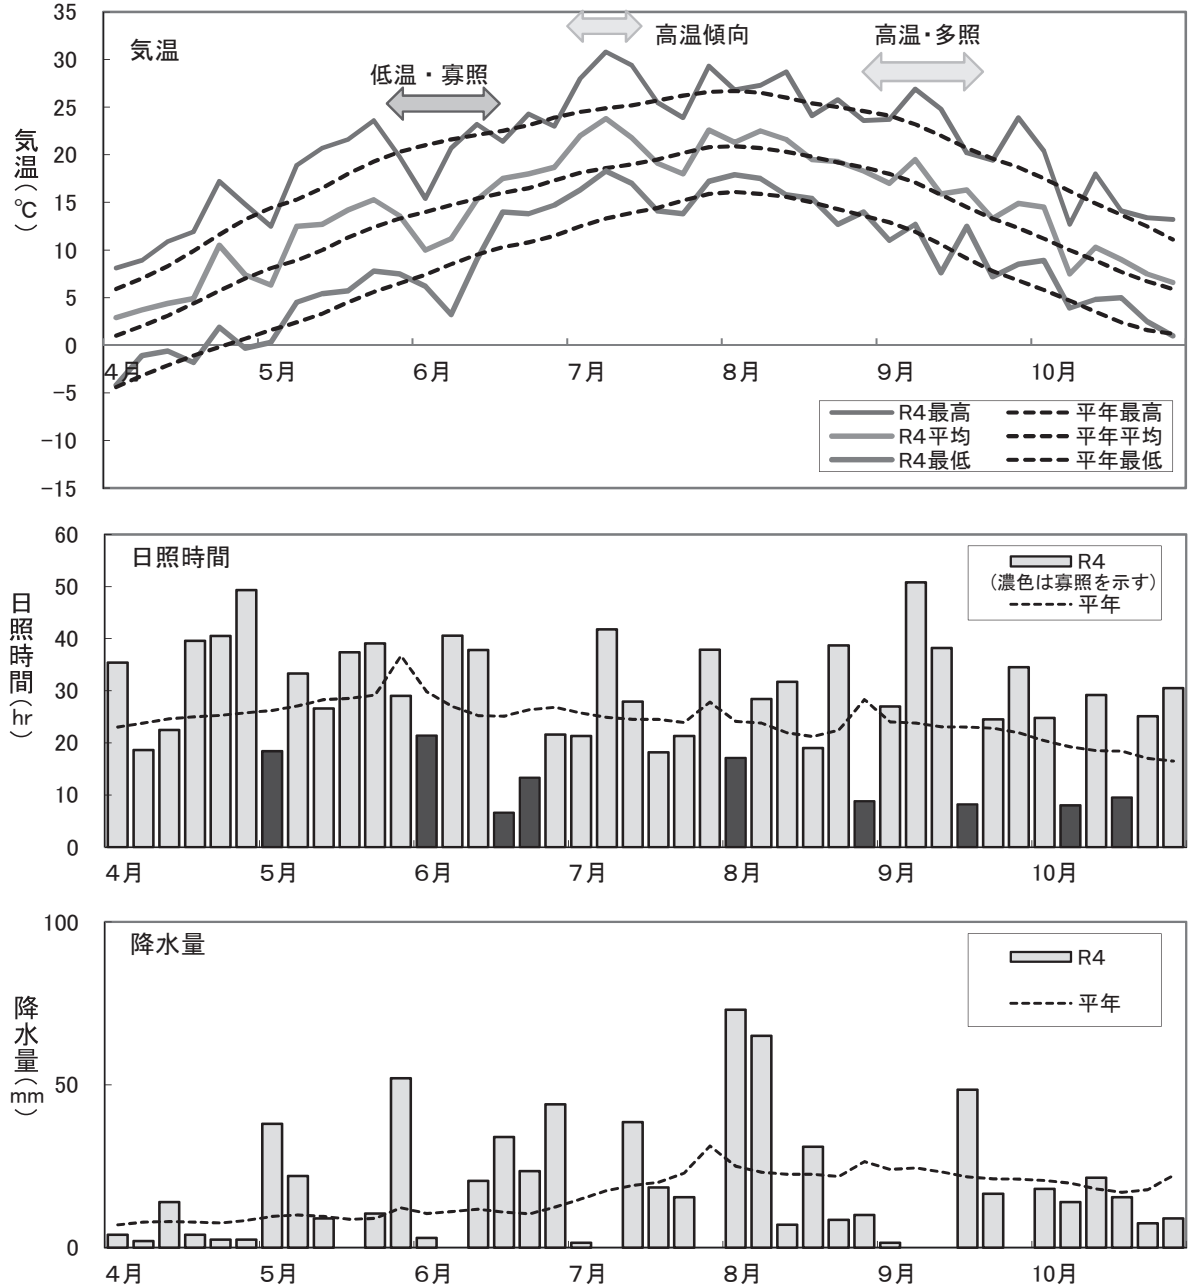 気温
高温傾向
高温・多照
低温・寡照
気温(℃)
35
30
25
20
15
10
5
0
-5
-10
-15
4月 5月 6月 7月 8月 9月 10月
R4最高 平年最高
R4平均 平年平均
R4最低 平年最低
日照時間
日照時間(hr)
60
50
40
30
20
10
0
R4
(濃色は寡照を示す)
平年
4月 5月 6月 7月 8月 9月 10月
降水量
降水量(mm)
100
50
0
R4
平年
4月 5月 6月 7月 8月 9月 10月